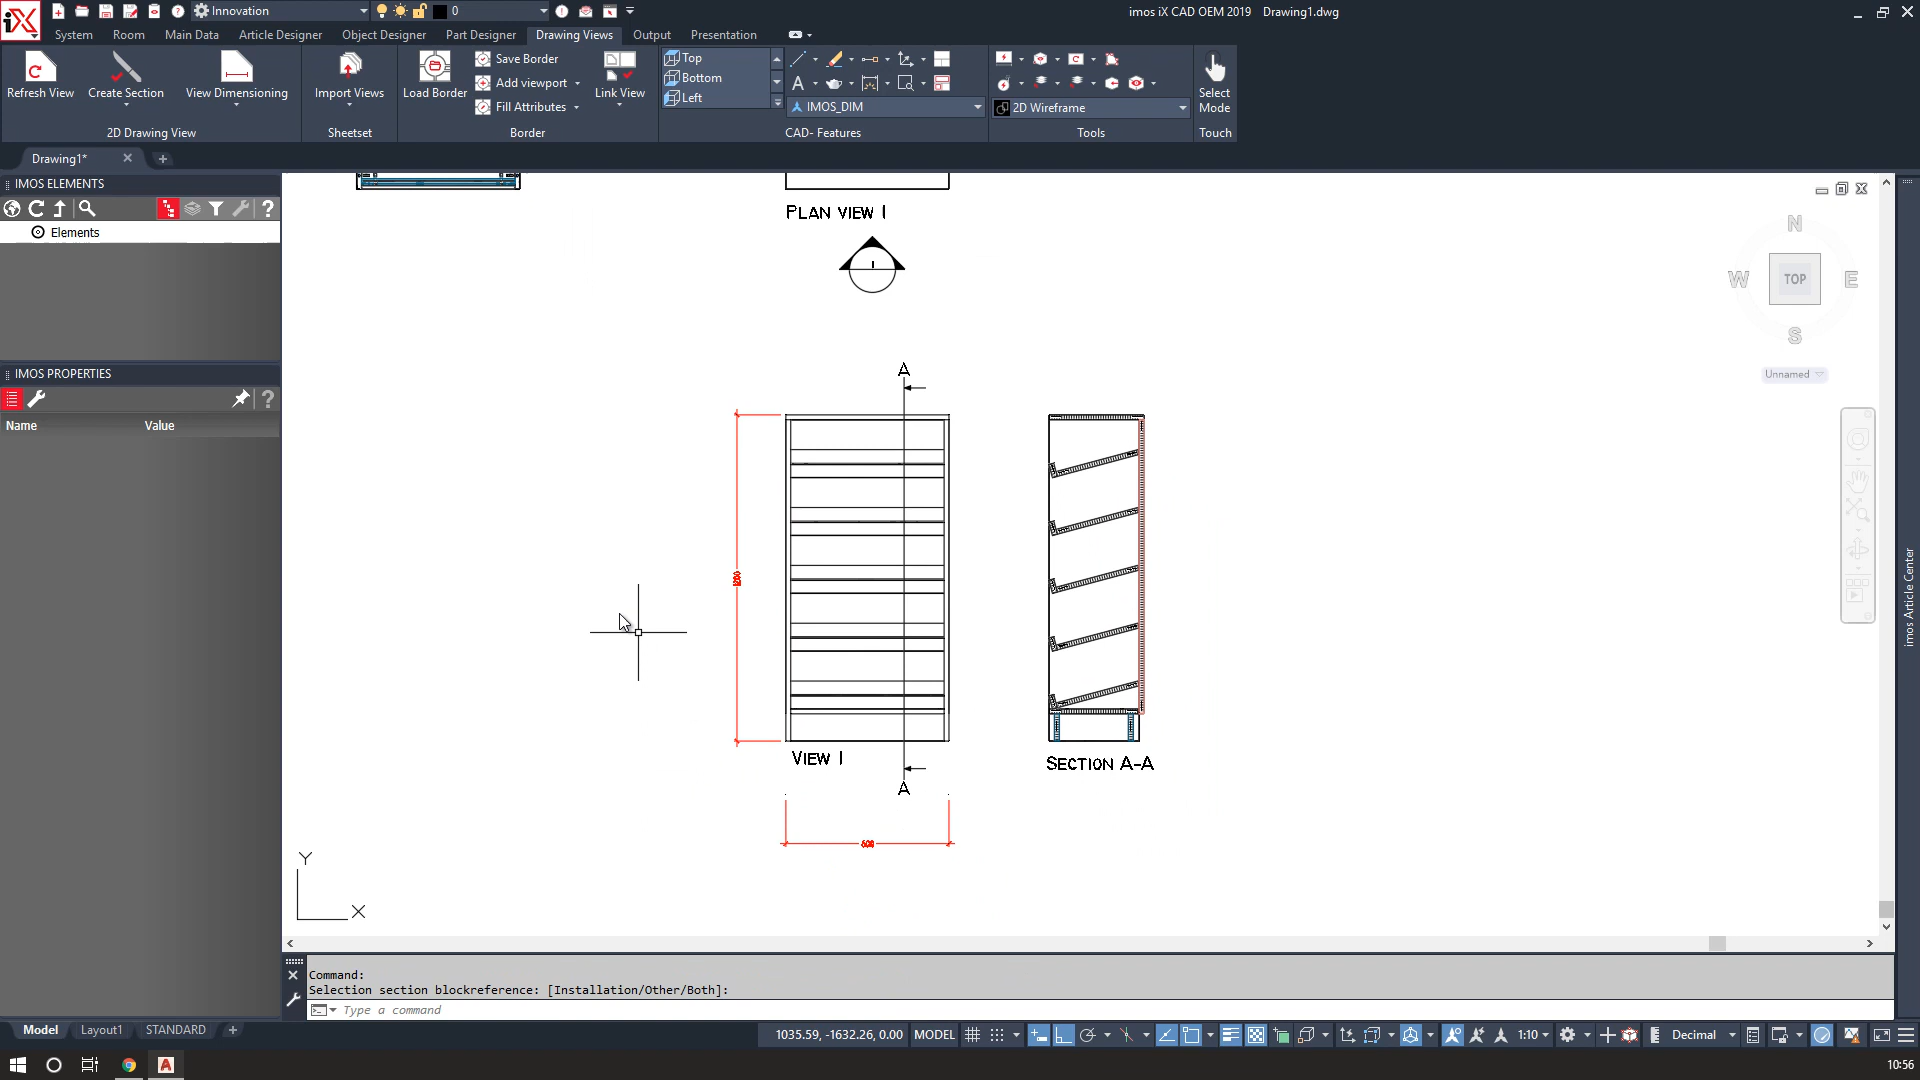 Innovation
0
imos iX CAD OEM 2019 Drawing1.dwg
System Room Main Data Article Designer Object Designer Part Designer Drawing Views Output Presentation
Refresh View
Create Section
View Dimensioning
Import Views
Load Border
Save Border
Add viewport
Fill Attributes
Link View
Top
Bottom
Left
IMOS_DIM
2D Wireframe
Select
Mode
2D Drawing View
Sheetset
Border
CAD- Features
Tools
Touch
Drawing1*
IMOS ELEMENTS
Elements
IMOS PROPERTIES
Name Value
PLAN VIEW 1
1
N
W TOP E
S
Unnamed
A
1200
VIEW 1
SECTION A-A
A
Y
X
imos Article Center
Command:
Selection section blockreference: [Installation/Other/Both]:
Type a command
Model Layout1 STANDARD
1035.59, -1632.26, 0.00 MODEL
1:10
Decimal
10:56